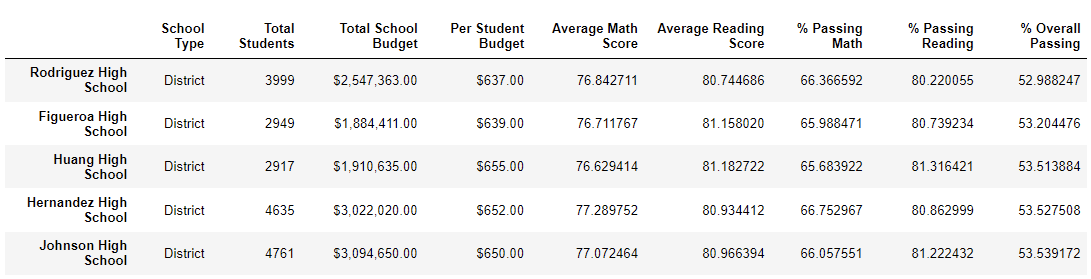 School Type Total Students Total School Budget Per Student Budget Average Math Score Average Reading Score % Passing Math % Passing Reading % Overall Passing
Rodriguez High School District 3999 $2,547,363.00 $637.00 76.842711 80.744686 66.366592 80.220055 52.988247
Figueroa High School District 2949 $1,884,411.00 $639.00 76.711767 81.158020 65.988471 80.739234 53.204476
Huang High School District 2917 $1,910,635.00 $655.00 76.629414 81.182722 65.683922 81.316421 53.513884
Hernandez High School District 4635 $3,022,020.00 $652.00 77.289752 80.934412 66.752967 80.862999 53.527508
Johnson High School District 4761 $3,094,650.00 $650.00 77.072464 80.966394 66.057551 81.222432 53.539172